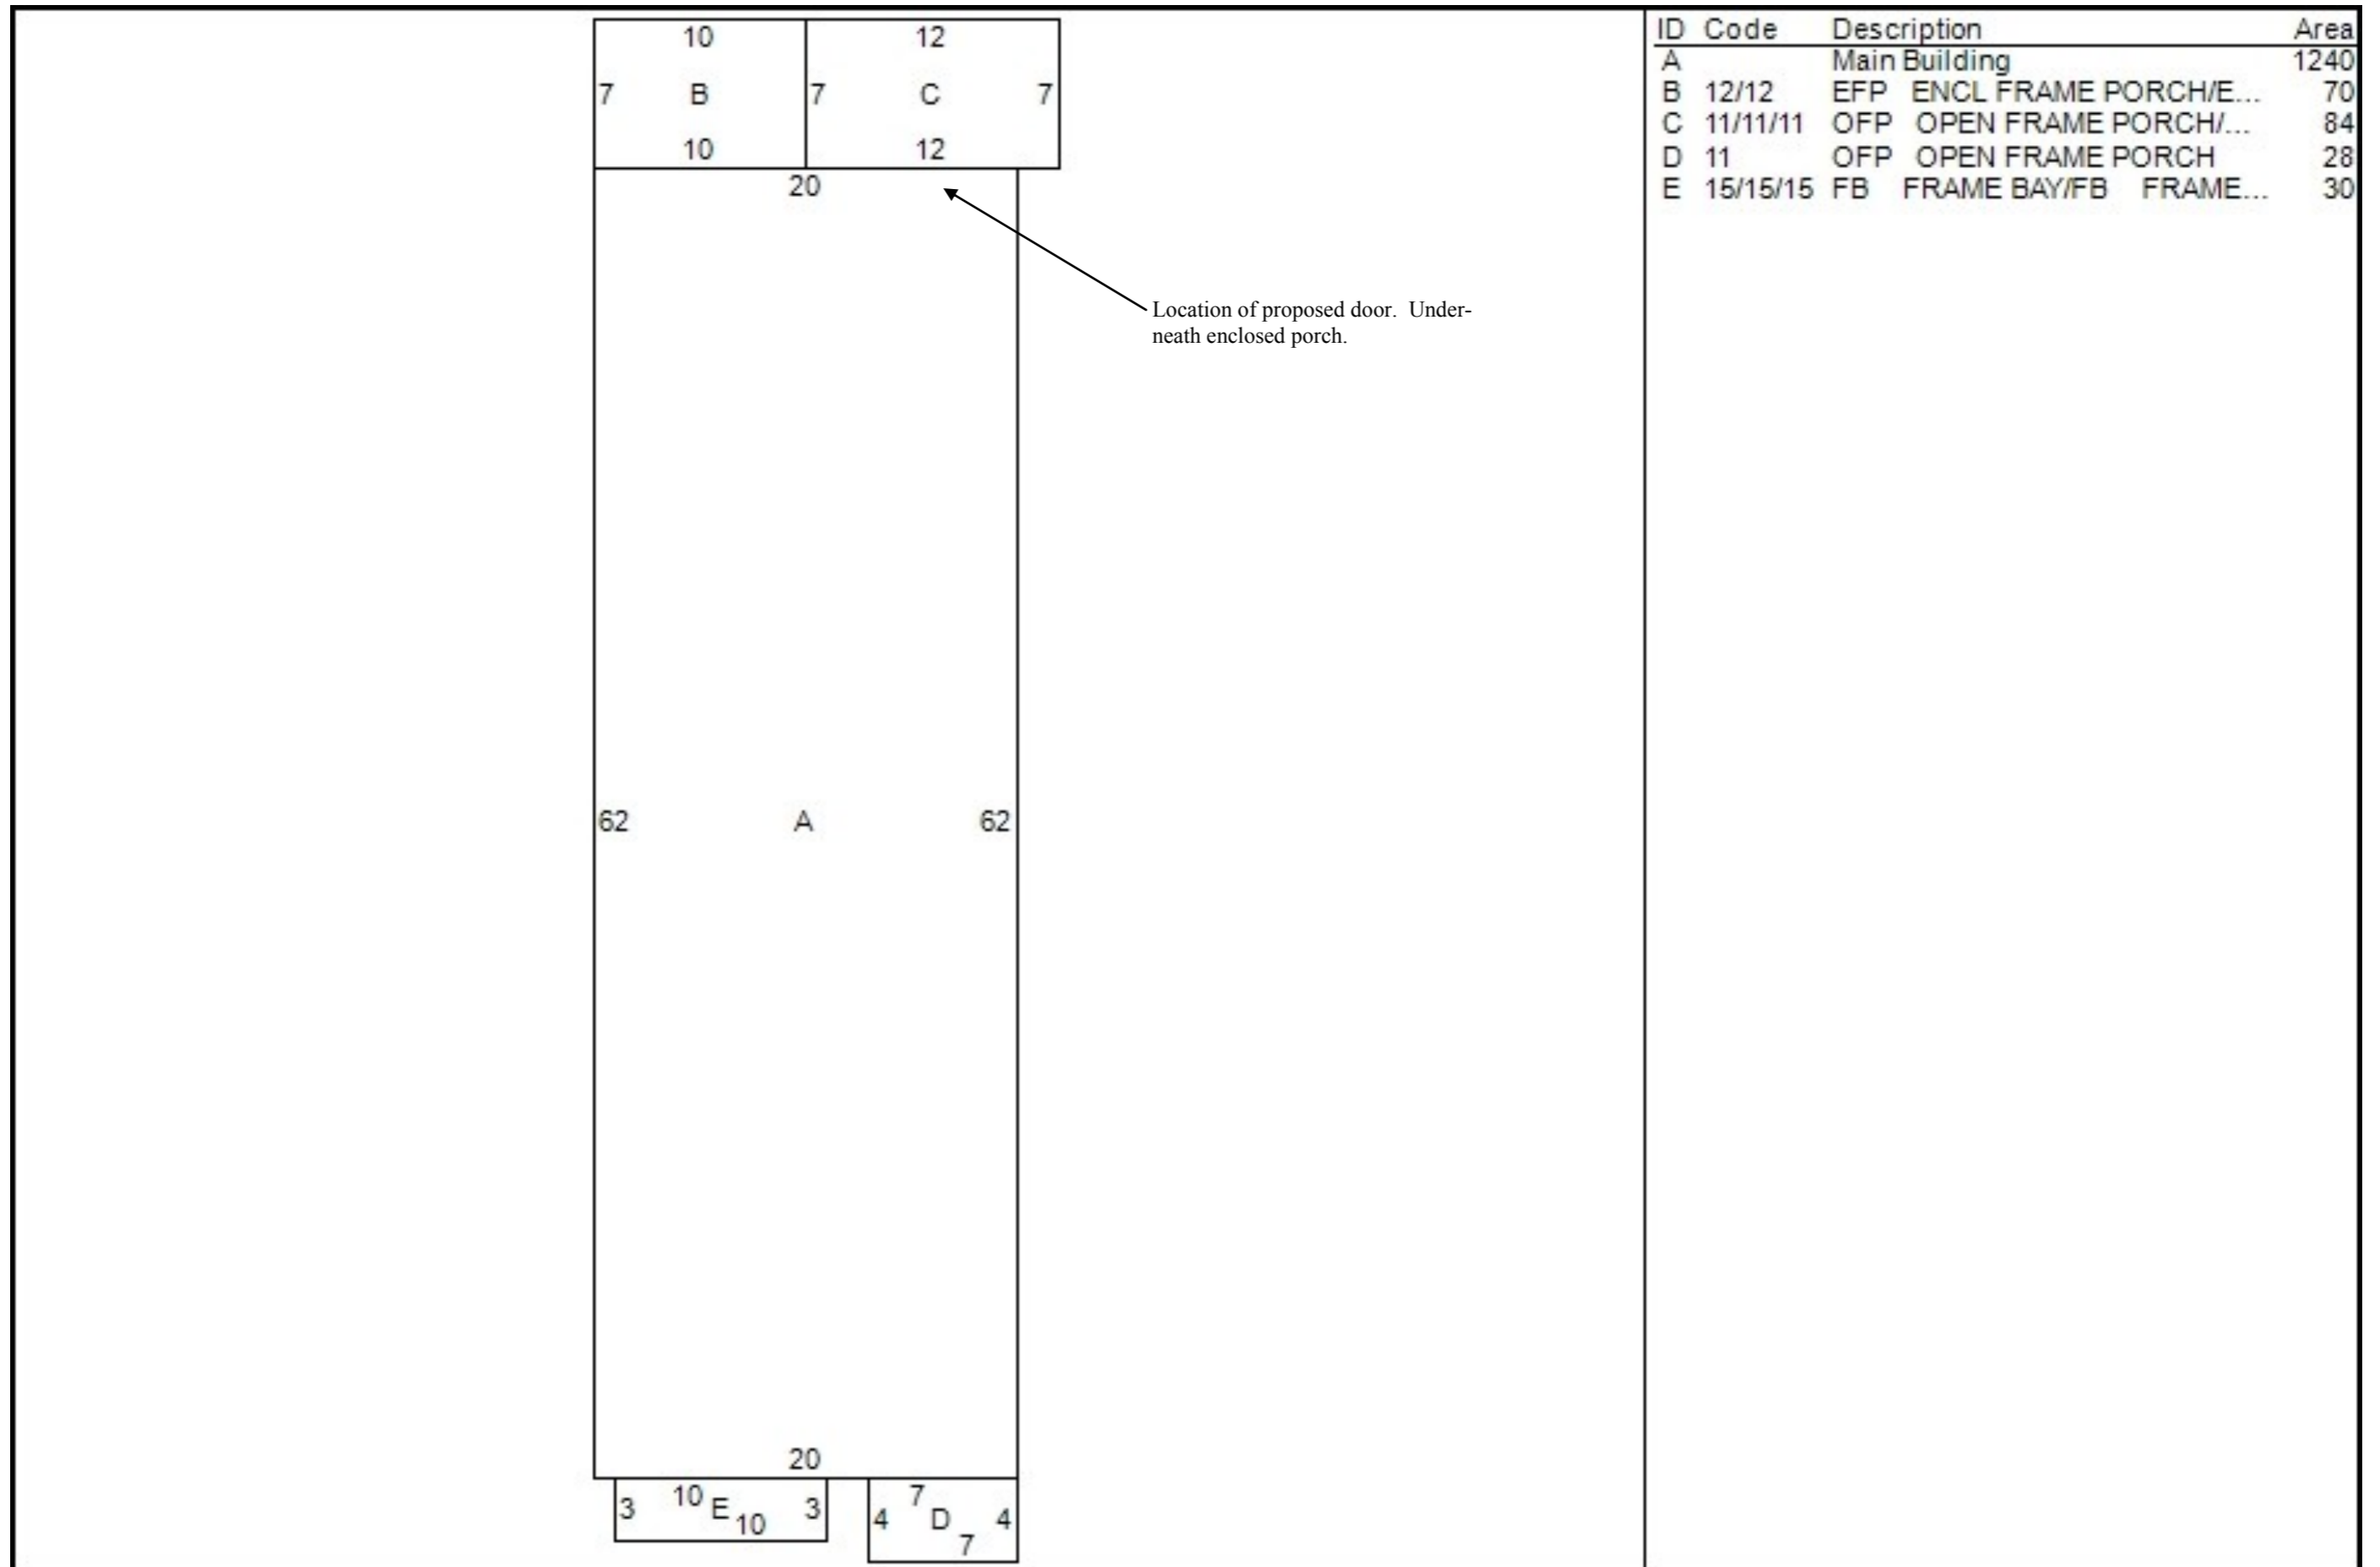 10 12
7 B 7 C 7
10 12
20
Location of proposed door. Under-
neath enclosed porch.
62 A 62
20
3 10 E 10 3 4 7 D 7 4
ID Code Description Area
A Main Building 1240
B 12/12 EFP ENCL FRAME PORCH/E... 70
C 11/11/11 OFP OPEN FRAME PORCH/... 84
D 11 OFP OPEN FRAME PORCH 28
E 15/15/15 FB FRAME BAY/FB FRAME... 30